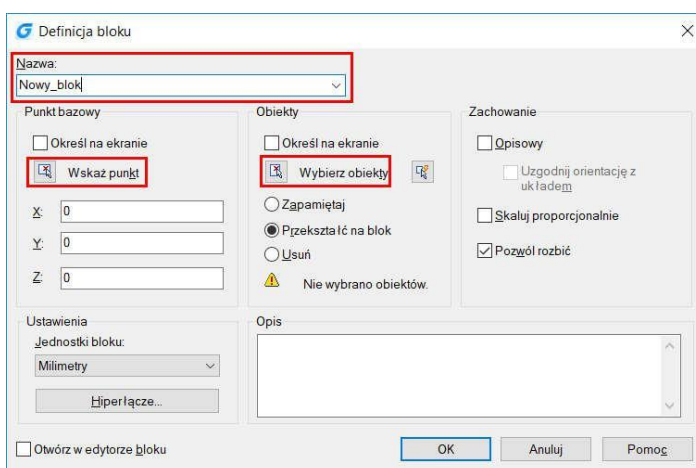 Definicja bloku
Nazwa:
Nowy_blok
Punkt bazowy
Określ na ekranie
Wskaż punkt
X: 0
Y: 0
Z: 0
Obiekty
Określ na ekranie
Wybierz obiekty
Zapamiętaj
Przekształć na blok
Usuń
Nie wybrano obiektów.
Zachowanie
Opisowy
Uzgodnij orientację z
układem
Skaluj proporcjonalnie
Pozwól rozbić
Ustawienia
Jednostki bloku:
Milimetry
Hiperłącze...
Opis
Otwórz w edytorze bloku
OK
Anuluj
Pomoc